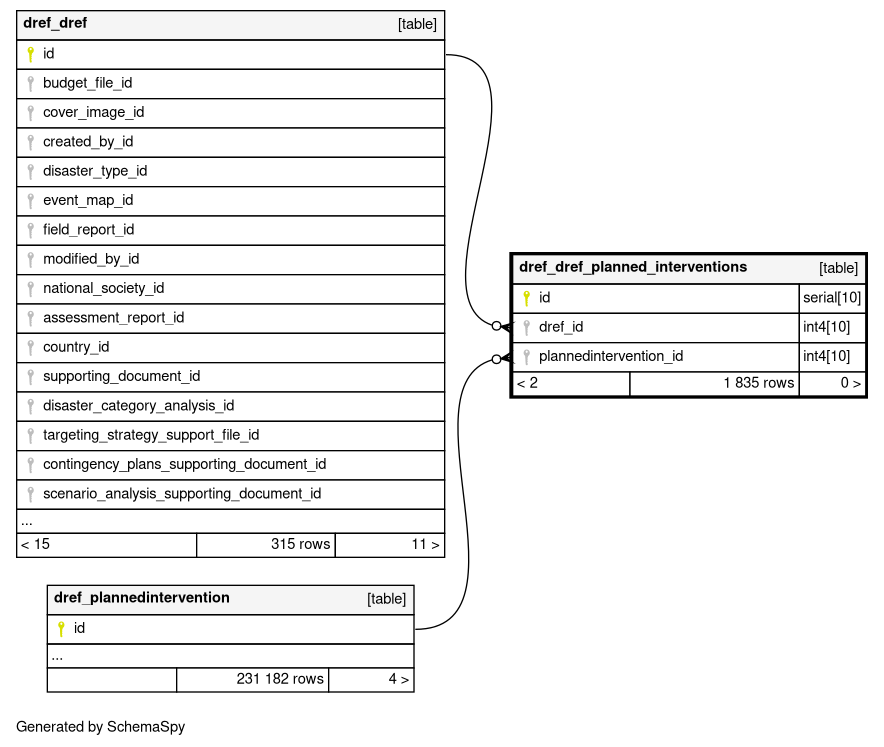 dref_dref [table]
id
budget_file_id
cover_image_id
created_by_id
disaster_type_id
event_map_id
field_report_id
modified_by_id
national_society_id
assessment_report_id
country_id
supporting_document_id
disaster_category_analysis_id
targeting_strategy_support_file_id
contingency_plans_supporting_document_id
scenario_analysis_supporting_document_id
...
< 15 315 rows 11 >
dref_dref_planned_interventions [table]
id serial[10]
dref_id int4[10]
plannedintervention_id int4[10]
< 2 1 835 rows 0 >
dref_plannedintervention [table]
id
...
231 182 rows 4 >
Generated by SchemaSpy